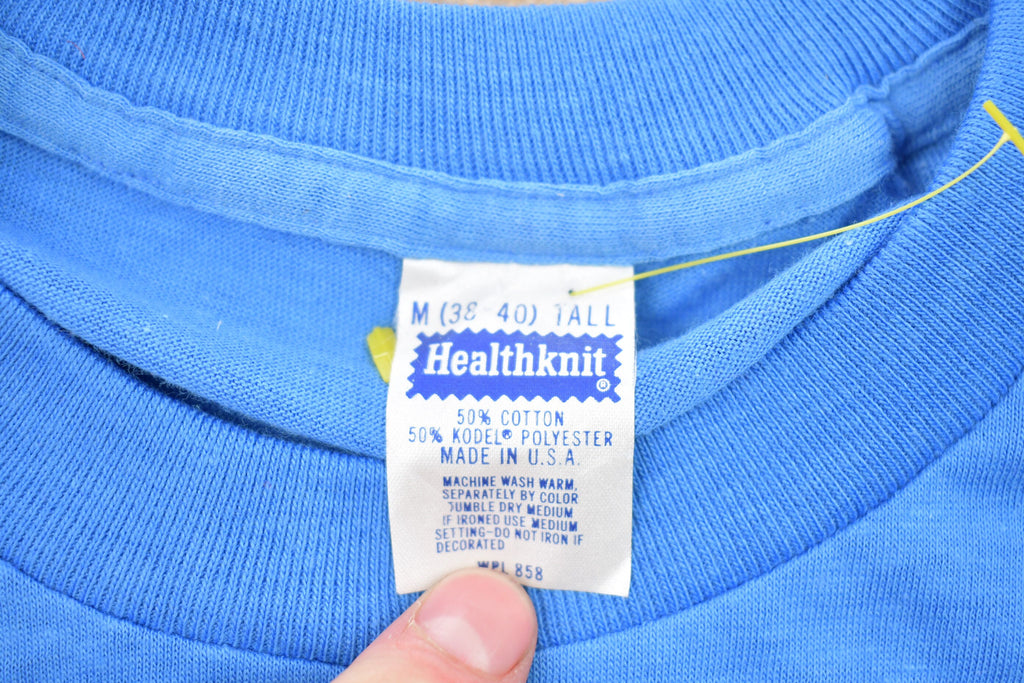 M (38-40) TALL
Healthknit®
50% COTTON
50% KODEL® POLYESTER
MADE IN U.S.A.
MACHINE WASH WARM,
SEPARATELY BY COLOR
TUMBLE DRY MEDIUM
IF IRONED USE MEDIUM
SETTING-DO NOT IRON IF
DECORATED
WPL 858